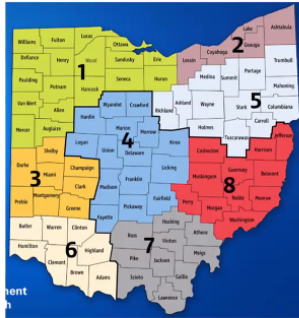 Williams Fulton Lucas Ottawa
Defiance Henry Wood Sandusky Erie
Paulding Putnam Hancock Seneca Huron
Van Wert Allen
Mercer Auglaize
1
Lake
Geauga
Cuyahoga
Lorain
2
Ashtabula
Trumbull
Mahoning
Medina Summit Portage
Ashland Wayne Stark Columbiana
Richland
Holmes Carroll
Tuscarawas
5
Shelby
Darke Miami Champaign
Clark
Preble Montgomery Greene
3
Wyandot Crawford
Hardin Marion Morrow
Logan Union Delaware Knox
Franklin Licking
Madison
Pickaway Fairfield
Fayette
4
Jefferson
Coshocton Harrison
Muskingum Guernsey Belmont
Perry Morgan Noble Monroe
Washington
8
Butler Warren Clinton
Hamilton Clermont Highland
Brown Adams
6
Hocking
Ross Vinton Athens
Pike Jackson Meigs
Scioto Gallia
Lawrence
7
ent
h